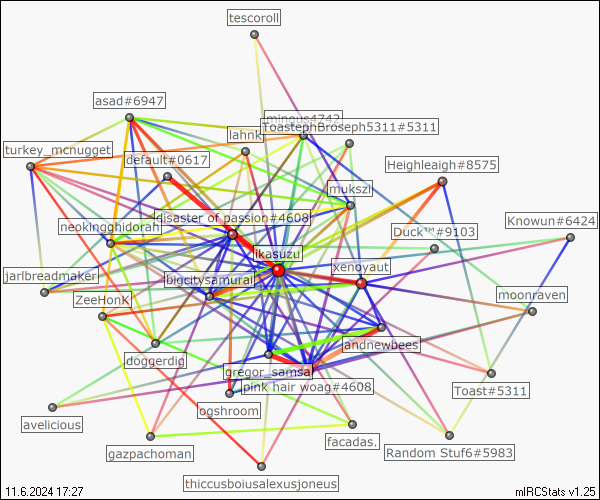 tescoroll
asad#6947
mingus4742
ToastephBroseph5311#5311
lahnk
turkey_mcnugget
default#0617
Heighleaigh#8575
mukszi
disaster of passion#4608
neokingghidorah
Knowun#6424
Duck™#9103
ikasuzu
xenoyaut
jarlbreadmaker
bigcitysamurai
ZeeHonK
moonraven
jandnewbees
doggerdig
gregor_samsa
pink hair woag#4608
Toast#5311
ogshroom
avelicious
facadas.
gazpachoman
Random Stuf6#5983
thiccusboiusalexusjoneus
11.6.2024 17:27
mIRCStats v1.25